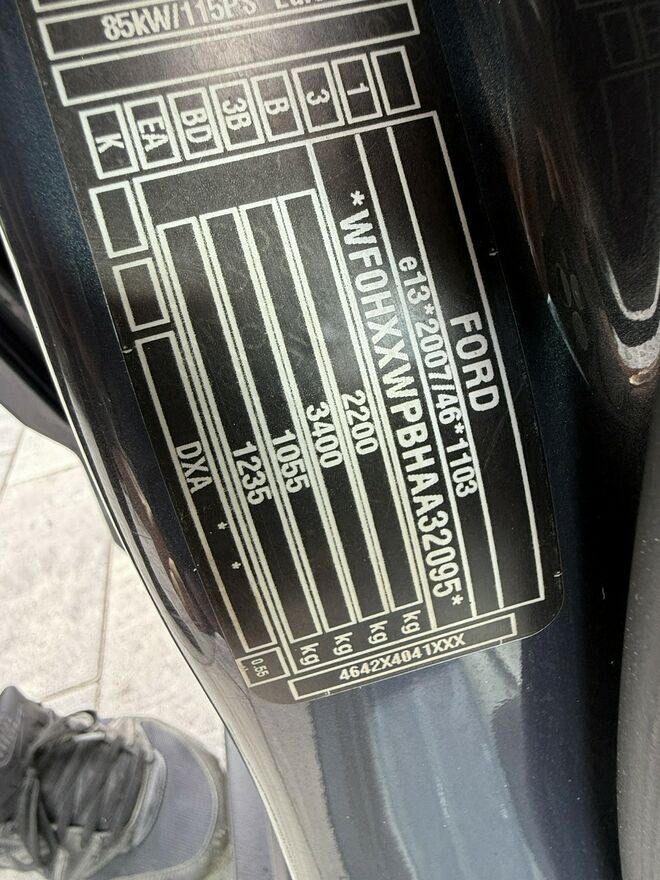 FORD
e13*2007/46*1103
*WF0HXXWPBHAA32095*
2200 kg
3400 kg
1055 kg
1235 kg
DXA * *
0.55
4642X4041XXX
1 3 B 3B BD EA K
85kW/115PS